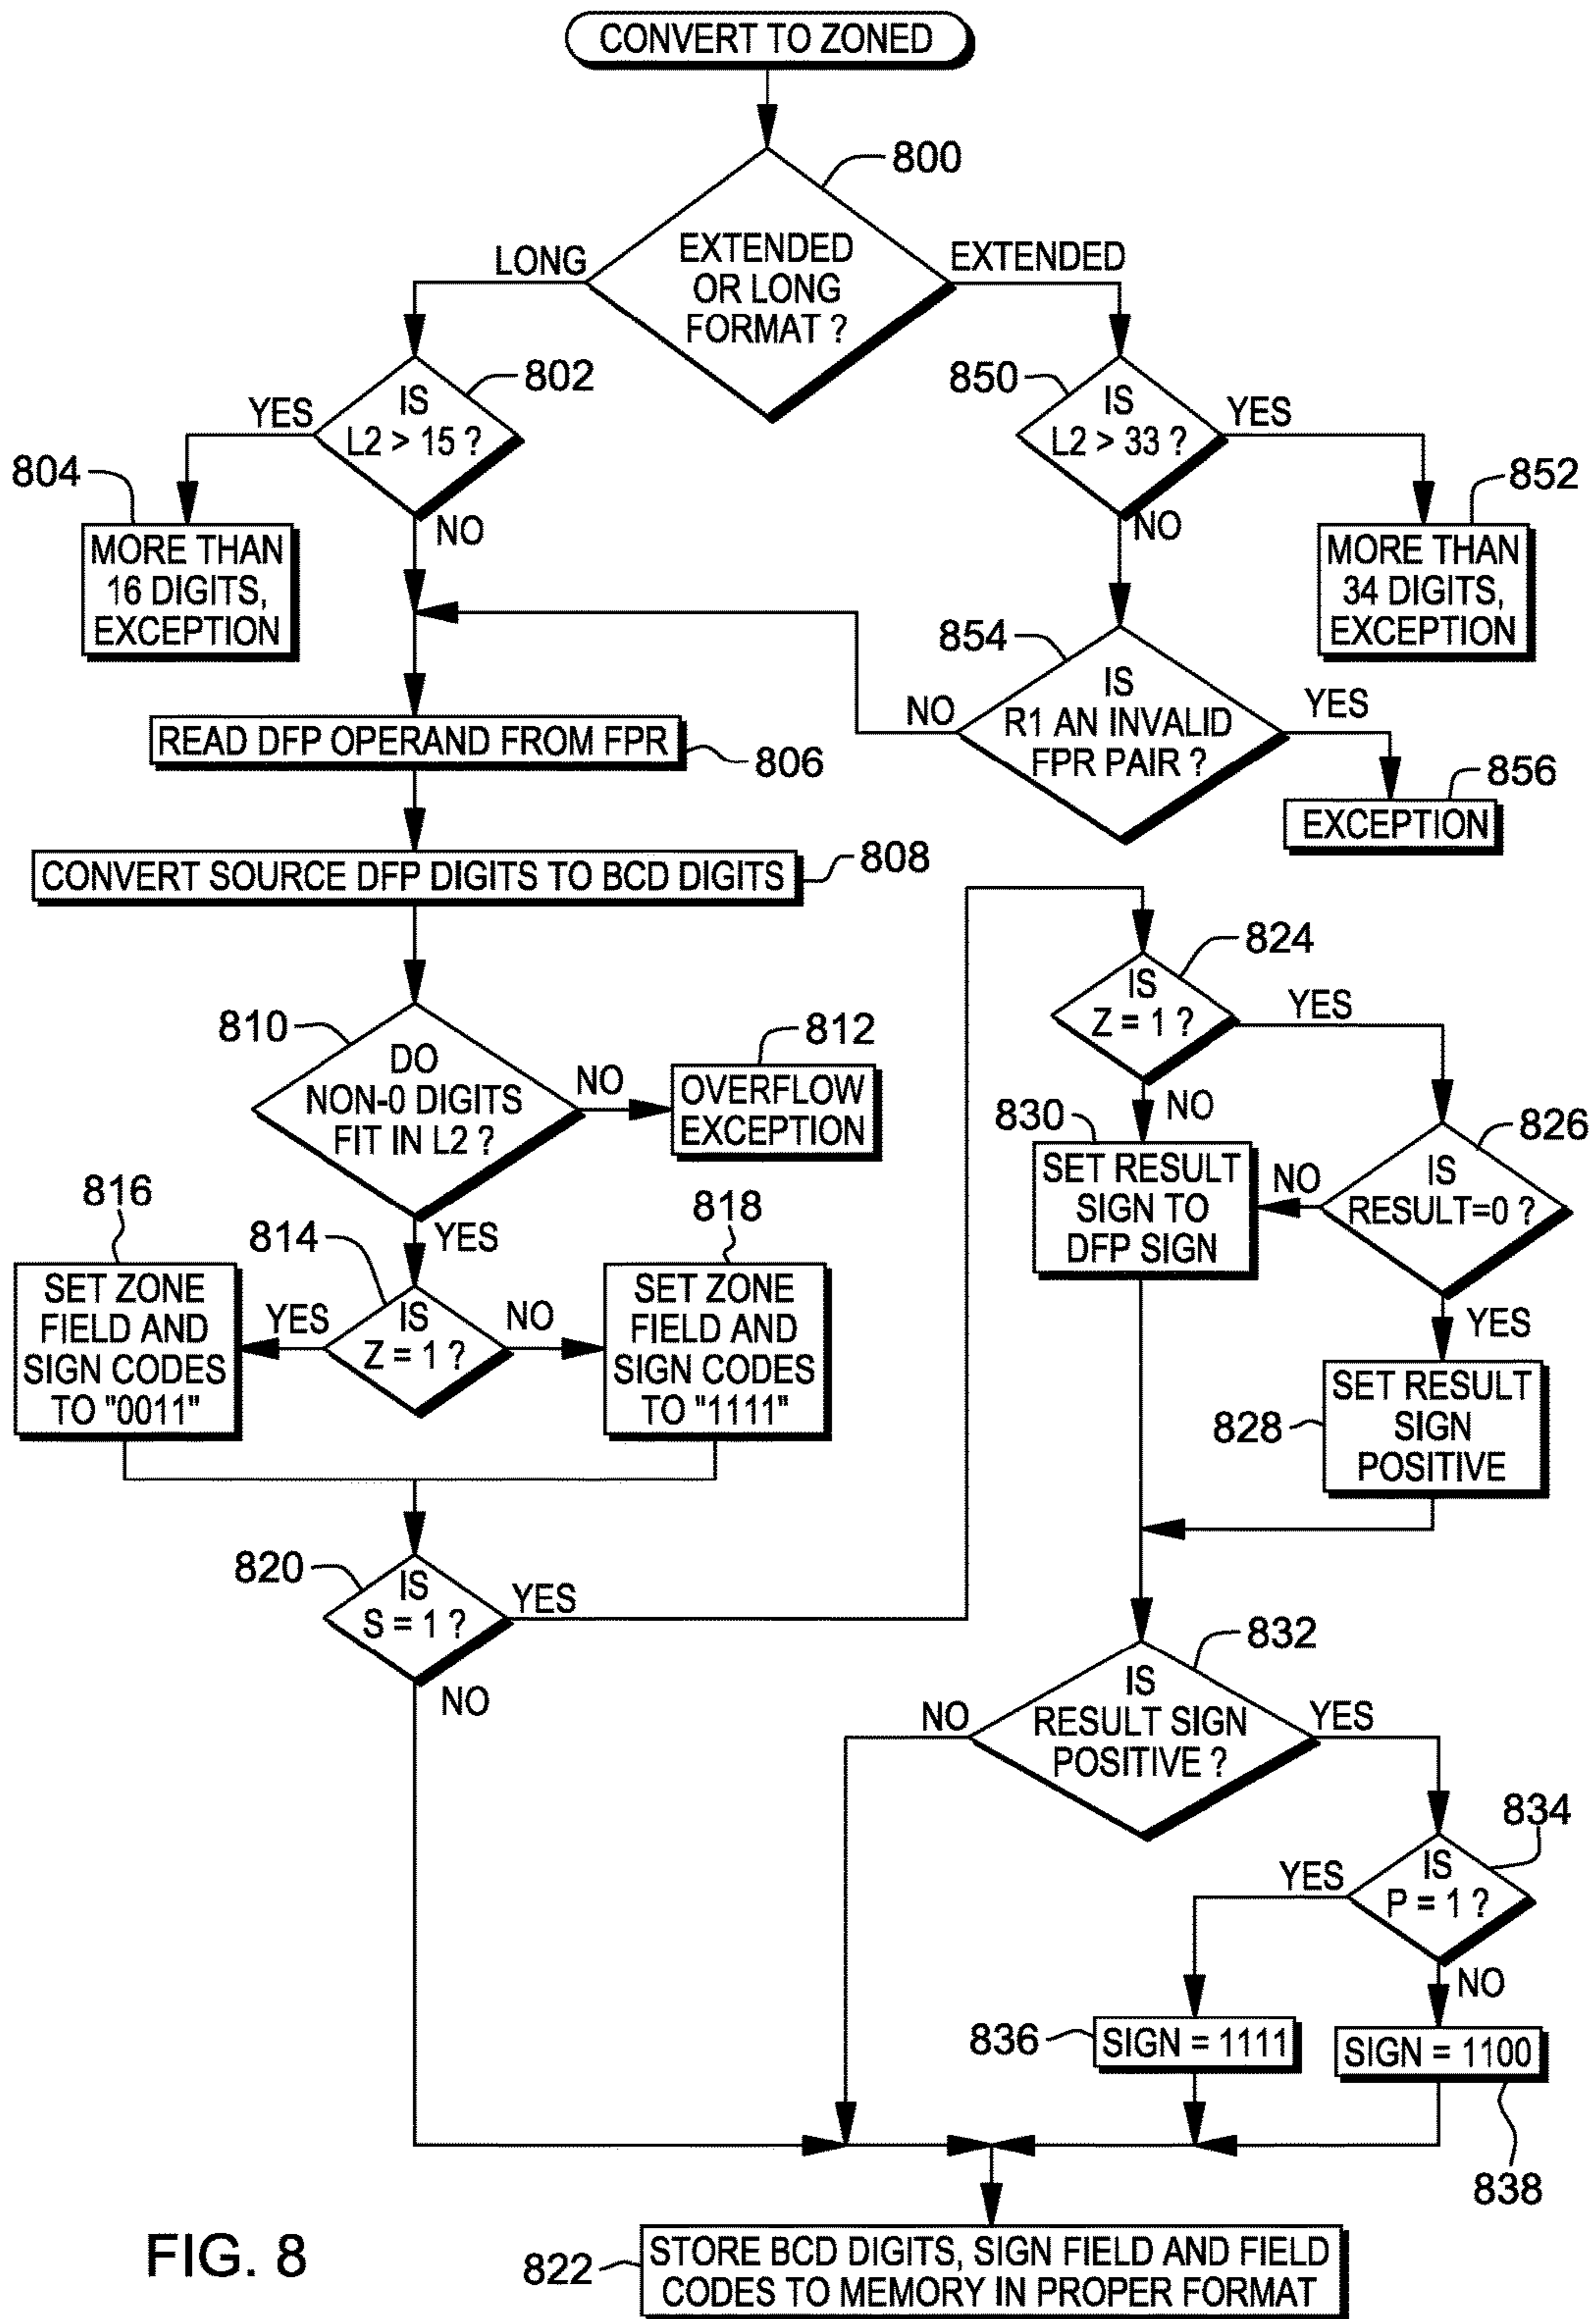 CONVERT TO ZONED
800
EXTENDED
OR LONG
FORMAT ?
LONG
EXTENDED
802
IS
L2 > 15 ?
YES
NO
804
MORE THAN
16 DIGITS,
EXCEPTION
850
IS
L2 > 33 ?
YES
NO
852
MORE THAN
34 DIGITS,
EXCEPTION
854
IS
R1 AN INVALID
FPR PAIR ?
NO
YES
856
EXCEPTION
READ DFP OPERAND FROM FPR
806
CONVERT SOURCE DFP DIGITS TO BCD DIGITS
808
810
DO
NON-0 DIGITS
FIT IN L2 ?
NO
YES
812
OVERFLOW
EXCEPTION
814
IS
Z = 1 ?
YES
NO
816
SET ZONE
FIELD AND
SIGN CODES
TO "0011"
818
SET ZONE
FIELD AND
SIGN CODES
TO "1111"
820
IS
S = 1 ?
YES
NO
824
IS
Z = 1 ?
YES
NO
826
IS
RESULT=0 ?
NO
YES
830
SET RESULT
SIGN TO
DFP SIGN
828
SET RESULT
SIGN
POSITIVE
832
IS
RESULT SIGN
POSITIVE ?
NO
YES
834
IS
P = 1 ?
YES
NO
836
SIGN = 1111
SIGN = 1100
838
822
STORE BCD DIGITS, SIGN FIELD AND FIELD
CODES TO MEMORY IN PROPER FORMAT
FIG. 8